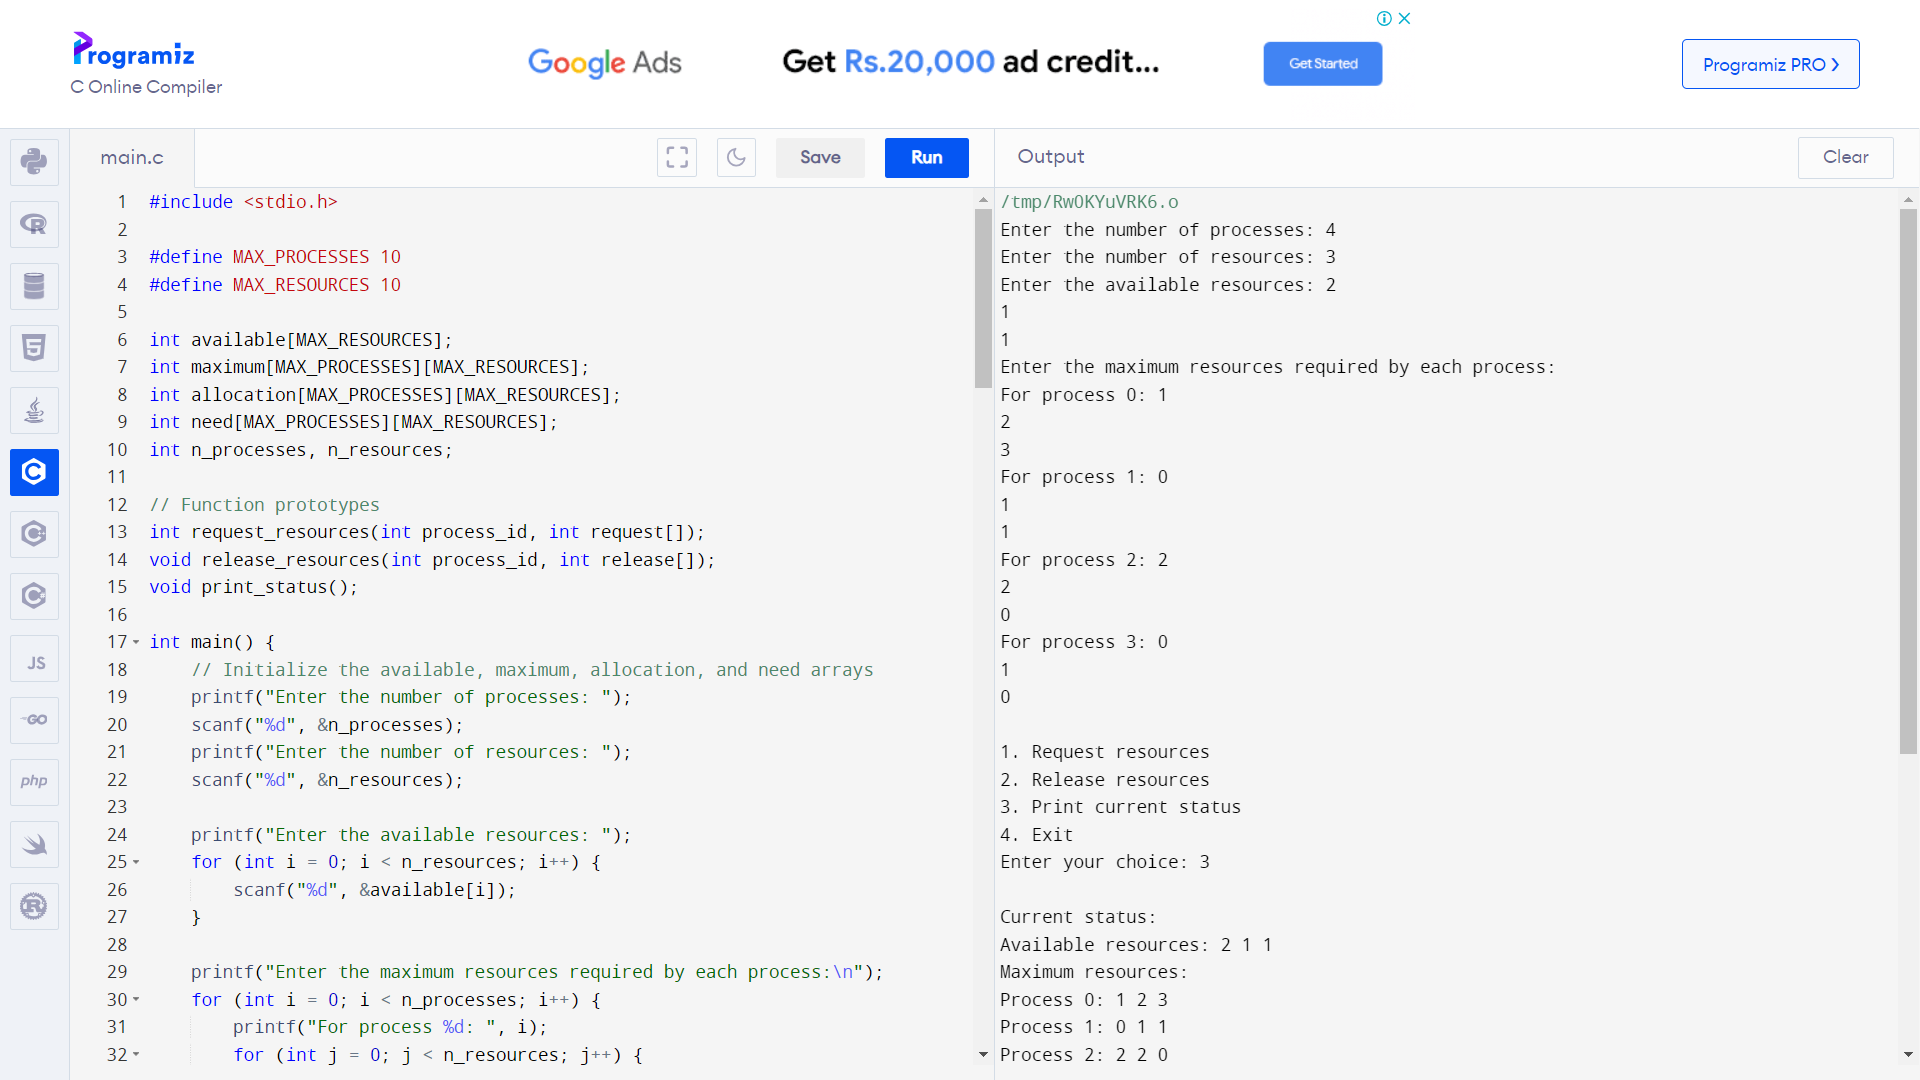 Programiz
C Online Compiler
Google Ads
Get Rs.20,000 ad credit...
Get Started
Programiz PRO
main.c
Save
Run
Output
Clear
JS
GO
php
1 #include <stdio.h>
2
3 #define MAX_PROCESSES 10
4 #define MAX_RESOURCES 10
5
6 int available[MAX_RESOURCES];
7 int maximum[MAX_PROCESSES][MAX_RESOURCES];
8 int allocation[MAX_PROCESSES][MAX_RESOURCES];
9 int need[MAX_PROCESSES][MAX_RESOURCES];
10 int n_processes, n_resources;
11
12 // Function prototypes
13 int request_resources(int process_id, int request[]);
14 void release_resources(int process_id, int release[]);
15 void print_status();
16
17 int main() {
18 // Initialize the available, maximum, allocation, and need arrays
19 printf("Enter the number of processes: ");
20 scanf("%d", &n_processes);
21 printf("Enter the number of resources: ");
22 scanf("%d", &n_resources);
23
24 printf("Enter the available resources: ");
25 for (int i = 0; i < n_resources; i++) {
26 scanf("%d", &available[i]);
27 }
28
29 printf("Enter the maximum resources required by each process:\n");
30 for (int i = 0; i < n_processes; i++) {
31 printf("For process %d: ", i);
32 for (int j = 0; j < n_resources; j++) {
/tmp/RwOKYuVRK6.o
Enter the number of processes: 4
Enter the number of resources: 3
Enter the available resources: 2
1
1
Enter the maximum resources required by each process:
For process 0: 1
2
3
For process 1: 0
1
1
For process 2: 2
2
0
For process 3: 0
1
0
1. Request resources
2. Release resources
3. Print current status
4. Exit
Enter your choice: 3
Current status:
Available resources: 2 1 1
Maximum resources:
Process 0: 1 2 3
Process 1: 0 1 1
Process 2: 2 2 0